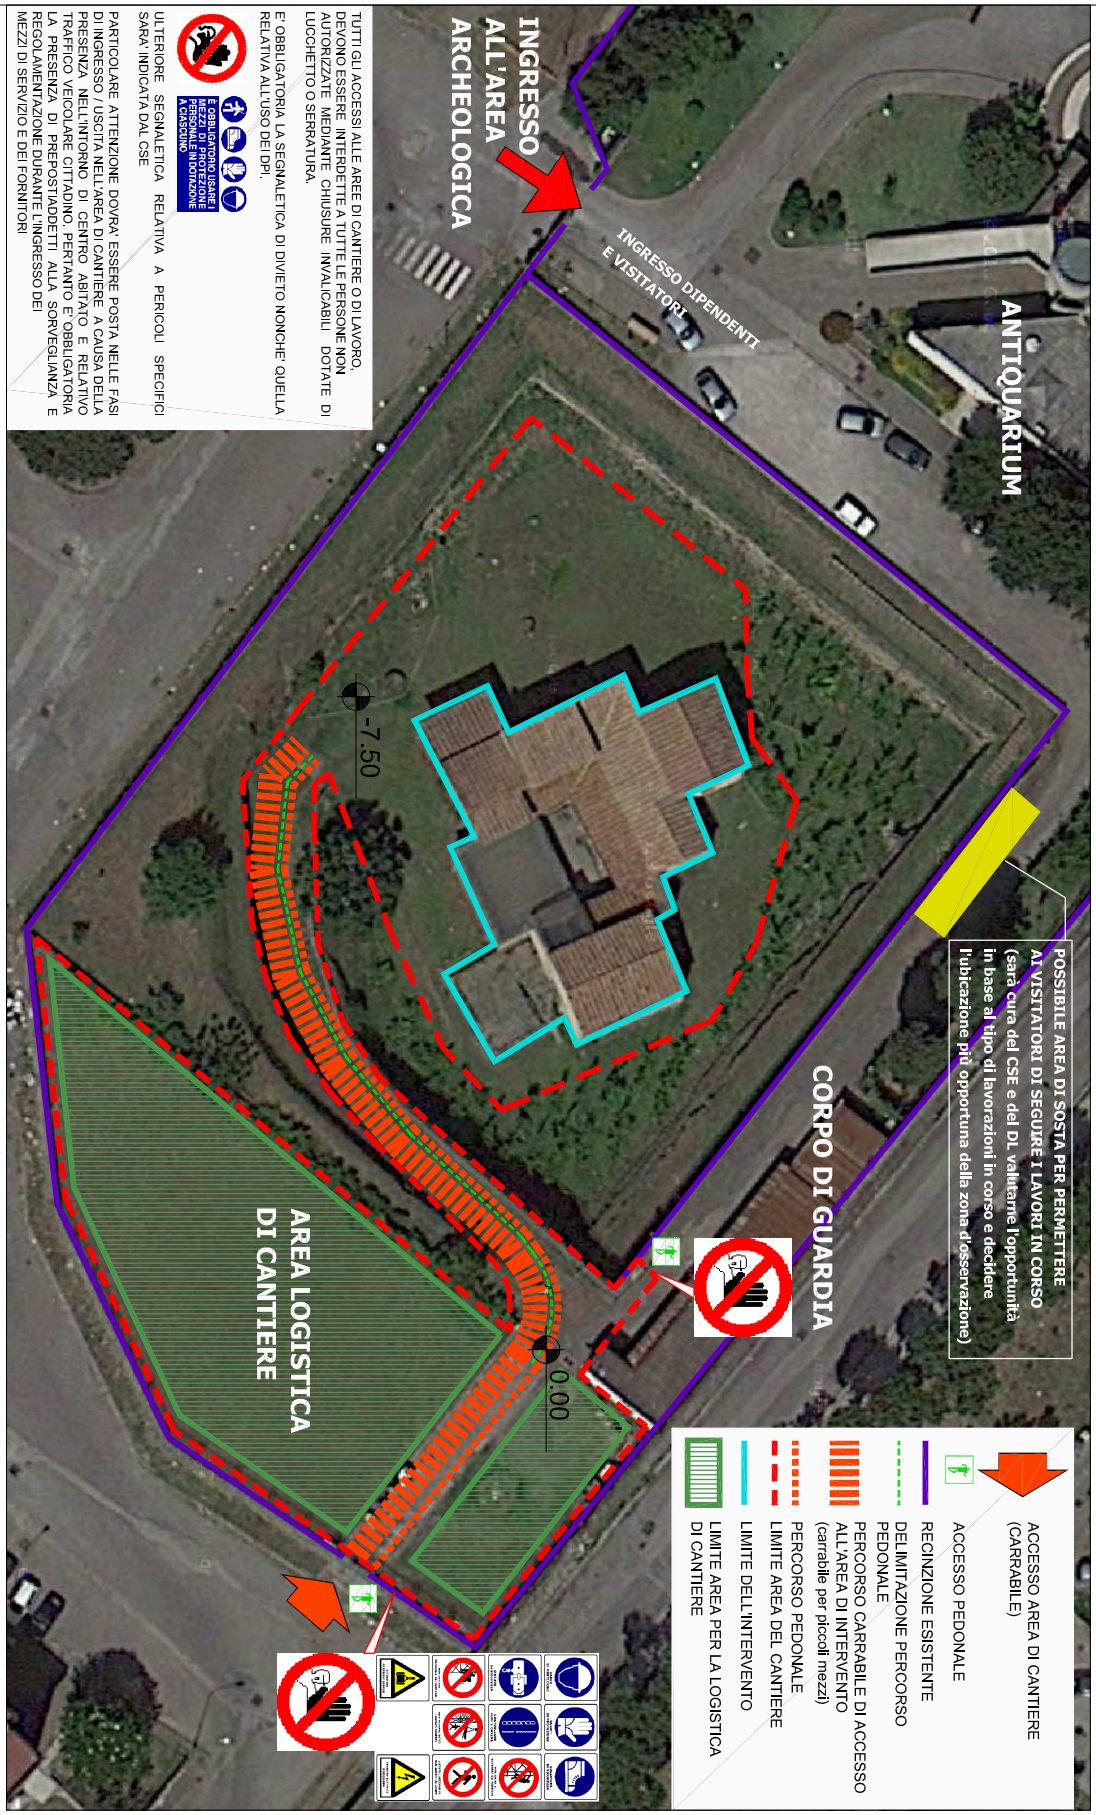 INGRESSO
ALL'AREA
ARCHEOLOGICA
INGRESSO DIPENDENTI
E VISITATORI
ANTIQUARIUM
POSSIBILE AREA DI SOSTA PER PERMETTERE
AI VISITATORI DI SEGUIRE I LAVORI IN CORSO
(sarà cura del CSE e del DL valutarne l'opportunità
in base al tipo di lavorazioni in corso e decidere
l'ubicazione più opportuna della zona d'osservazione)
CORPO DI GUARDIA
-7.50
0.00
AREA LOGISTICA
DI CANTIERE
TUTTI GLI ACCESSI ALLE AREE DI CANTIERE O DI LAVORO,
DEVONO ESSERE INTERDETTE A TUTTE LE PERSONE NON
AUTORIZZATE MEDIANTE CHIUSURE INVALICABILI DOTATE DI
LUCCHETTO O SERRATURA.
E' OBBLIGATORIA LA SEGNALETICA DI DIVIETO NONCHE' QUELLA
RELATIVA ALL'USO DEI DPI.
È OBBLIGATORIO USARE I
MEZZI DI PROTEZIONE
PERSONALE IN DOTAZIONE
A CIASCUNO
ULTERIORE SEGNALETICA RELATIVA A PERICOLI SPECIFICI
SARA' INDICATA DAL CSE
PARTICOLARE ATTENZIONE DOVRA' ESSERE POSTA NELLE FASI
DI INGRESSO / USCITA NELL'AREA DI CANTIERE A CAUSA DELLA
PRESENZA NELL'INTORNO DI CENTRO ABITATO E RELATIVO
TRAFFICO VEICOLARE CITTADINO. PERTANTO E' OBBLIGATORIA
LA PRESENZA DI PREPOSTI/ADDETTI ALLA SORVEGLIANZA E
REGOLAMENTAZIONE DURANTE L'INGRESSO DEI
MEZZI DI SERVIZIO E DEI FORNITORI
ACCESSO AREA DI CANTIERE
(CARRABILE)
ACCESSO PEDONALE
RECINZIONE ESISTENTE
DELIMITAZIONE PERCORSO
PEDONALE
PERCORSO CARRABILE DI ACCESSO
ALL'AREA DI INTERVENTO
(carrabile per piccoli mezzi)
PERCORSO PEDONALE
LIMITE AREA DEL CANTIERE
LIMITE DELL'INTERVENTO
LIMITE AREA PER LA LOGISTICA
DI CANTIERE